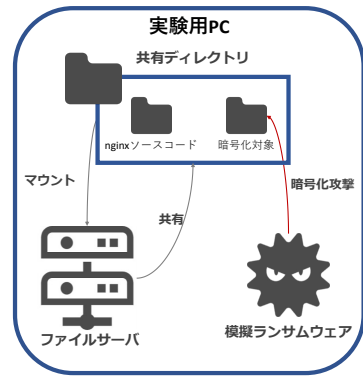 実験用PC
共有ディレクトリ
nginxソースコード
暗号化対象
マウント
暗号化攻撃
共有
ファイルサーバ
模擬ランサムウェア